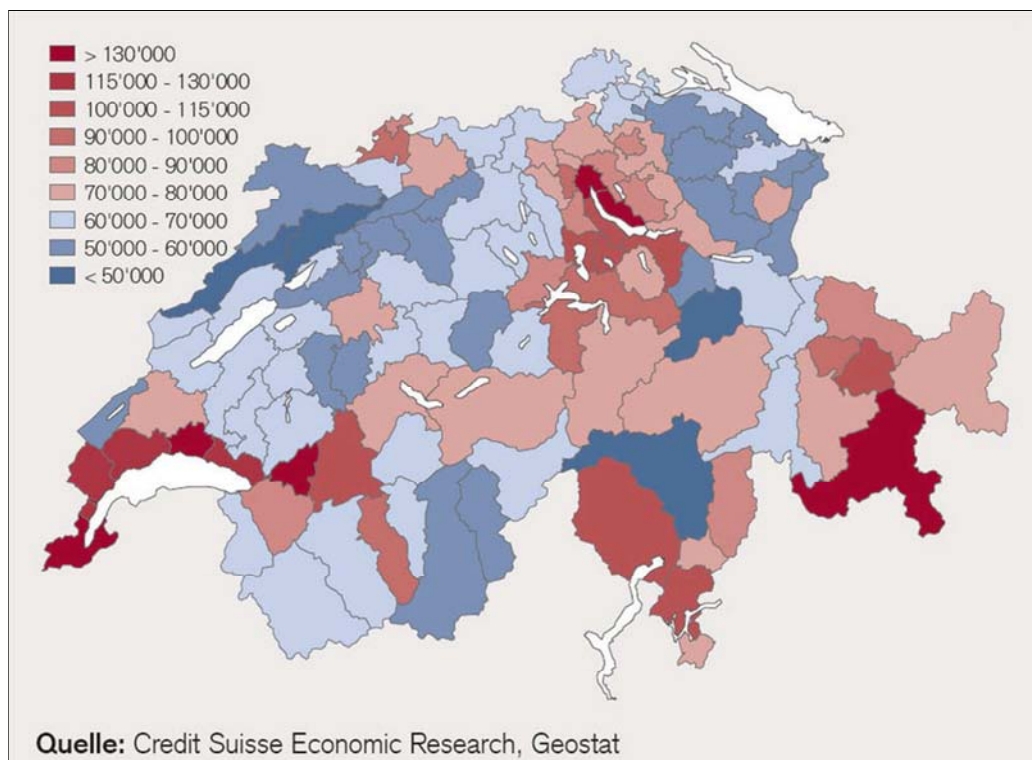 > 130'000
115'000 - 130'000
100'000 - 115'000
90'000 - 100'000
80'000 - 90'000
70'000 - 80'000
60'000 - 70'000
50'000 - 60'000
< 50'000
Quelle: Credit Suisse Economic Research, Geostat